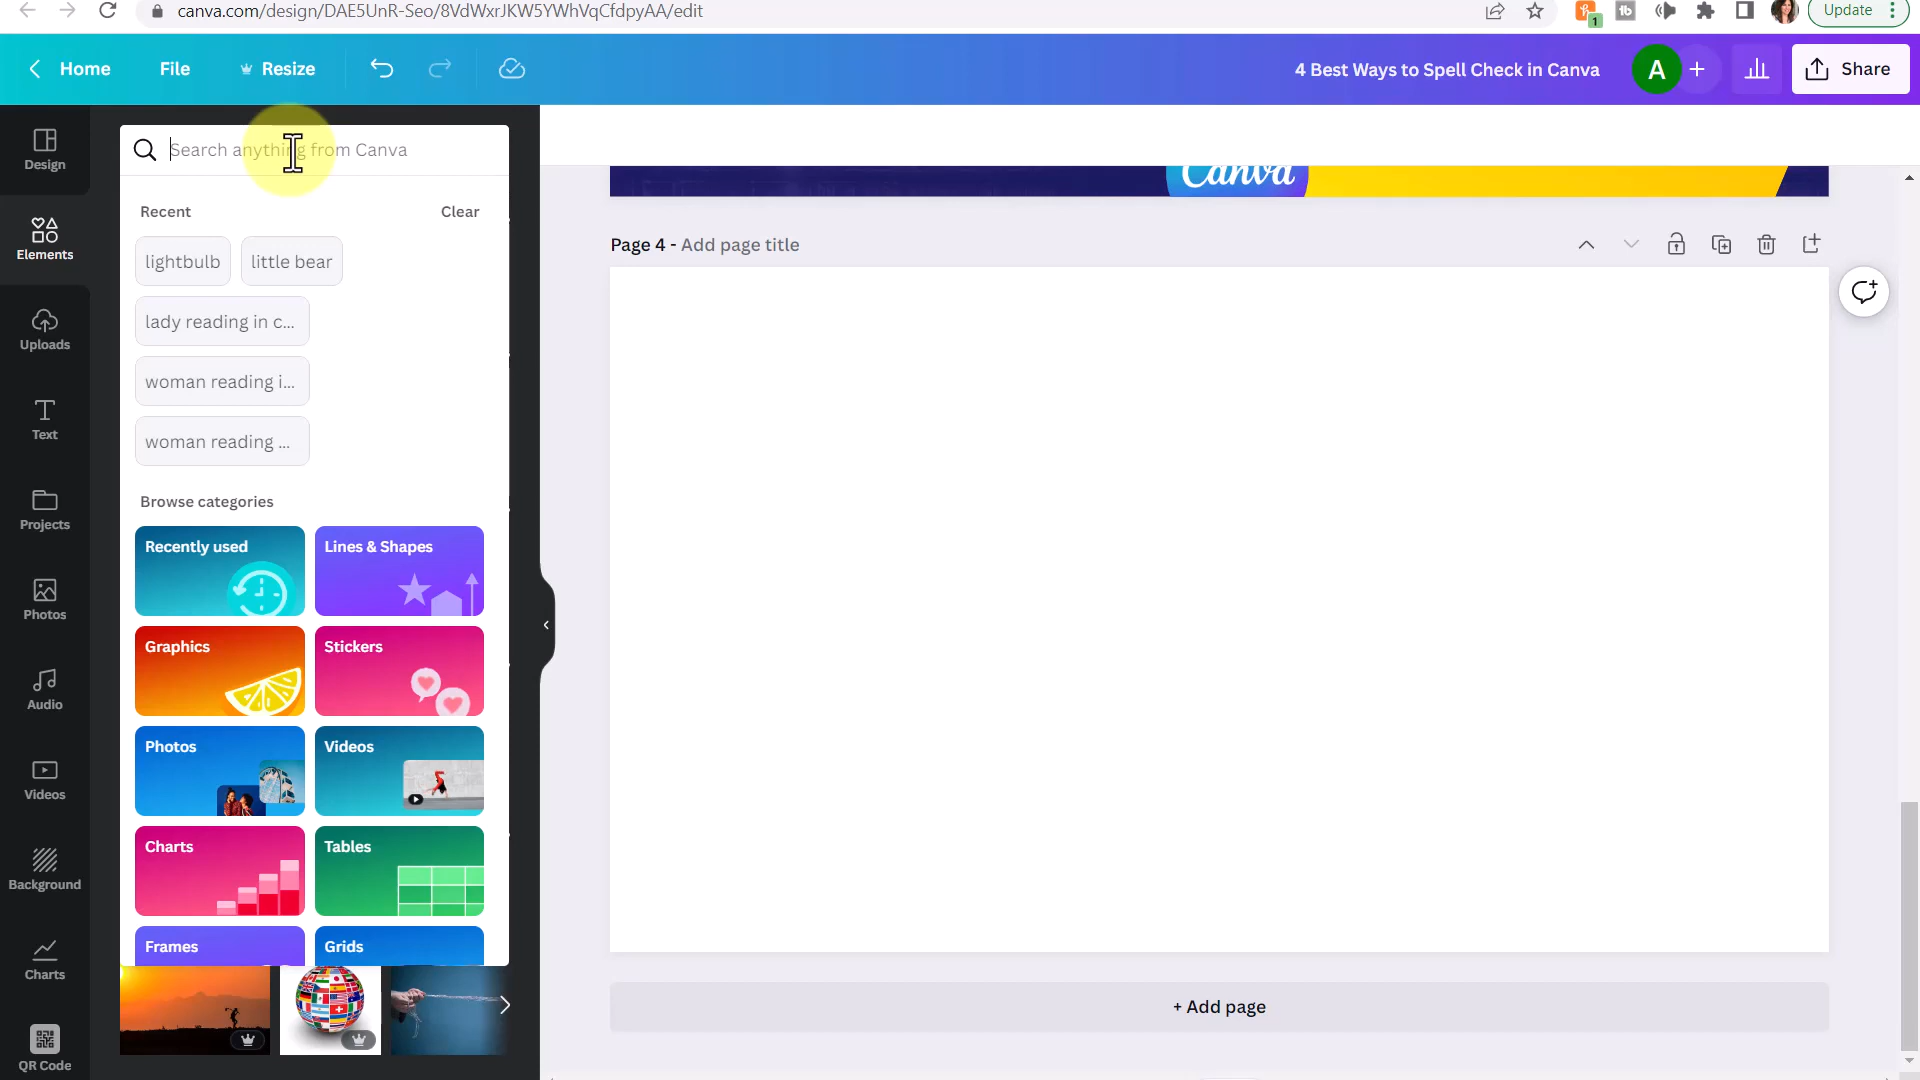 canva.com/design/DAE5UnR-Seo/8VdWxrJKW5YWhVqCfdpyAA/edit
1
tb
Update
Home
File
Resize
4 Best Ways to Spell Check in Canva
A
Share
Design
Elements
Uploads
Text
Projects
Photos
Audio
Videos
Background
Charts
QR Code
Search anything from Canva
Recent
Clear
lightbulb
little bear
lady reading in c...
woman reading i...
woman reading ...
Browse categories
Recently used
Lines & Shapes
Graphics
Stickers
Photos
Videos
Charts
Tables
Frames
Grids
Canva
Page 4 - Add page title
+ Add page